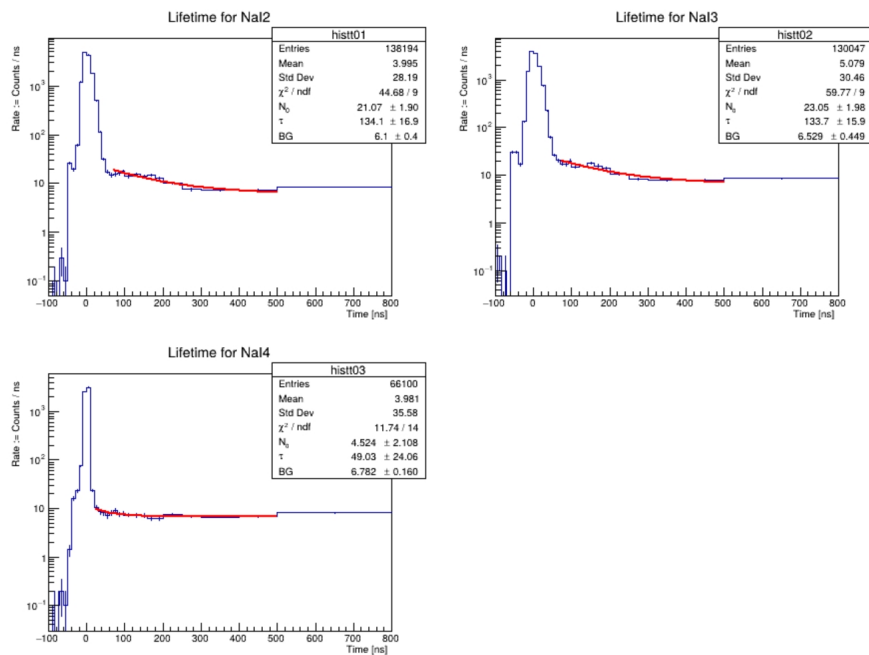 Lifetime for NaI2
histt01
Entries 138194
Mean 3.995
Std Dev 28.19
χ² / ndf 44.68 / 9
N₀ 21.07 ± 1.90
τ 134.1 ± 16.9
BG 6.1 ± 0.4
Rate := Counts / ns
10³
10²
10
1
10⁻¹
−100 0 100 200 300 400 500 600 700 800
Time [ns]
Lifetime for NaI3
histt02
Entries 130047
Mean 5.079
Std Dev 30.46
χ² / ndf 59.77 / 9
N₀ 23.05 ± 1.98
τ 133.7 ± 15.9
BG 6.529 ± 0.449
Rate := Counts / ns
10³
10²
10
1
10⁻¹
−100 0 100 200 300 400 500 600 700 800
Time [ns]
Lifetime for NaI4
histt03
Entries 66100
Mean 3.981
Std Dev 35.58
χ² / ndf 11.74 / 14
N₀ 4.524 ± 2.108
τ 49.03 ± 24.06
BG 6.782 ± 0.160
Rate := Counts / ns
10³
10²
10
1
10⁻¹
−100 0 100 200 300 400 500 600 700 800
Time [ns]